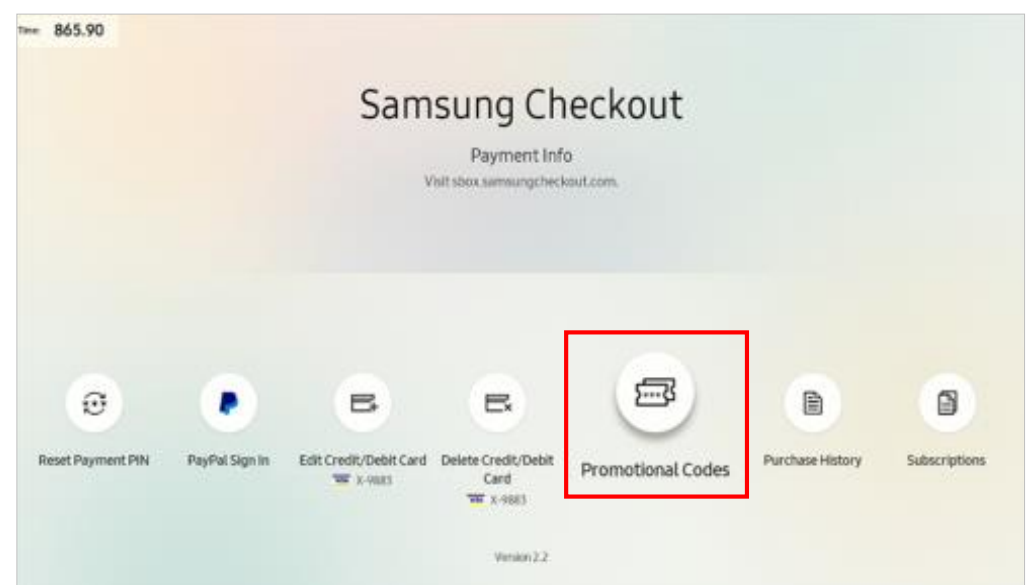 Time: 865.90
Samsung Checkout
Payment Info
Visit sbox.samsungcheckout.com.
Reset Payment PIN
PayPal Sign In
Edit Credit/Debit Card
X-9883
Delete Credit/Debit
Card
X-9883
Promotional Codes
Purchase History
Subscriptions
Version 2.2